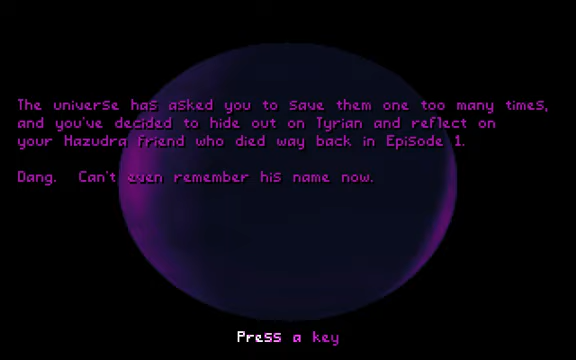 The universe has asked you to save them one too many times,
and you've decided to hide out on Tyrian and reflect on
your Hazudra friend who died way back in Episode 1.
Dang. Can't even remember his name now.
Press a key